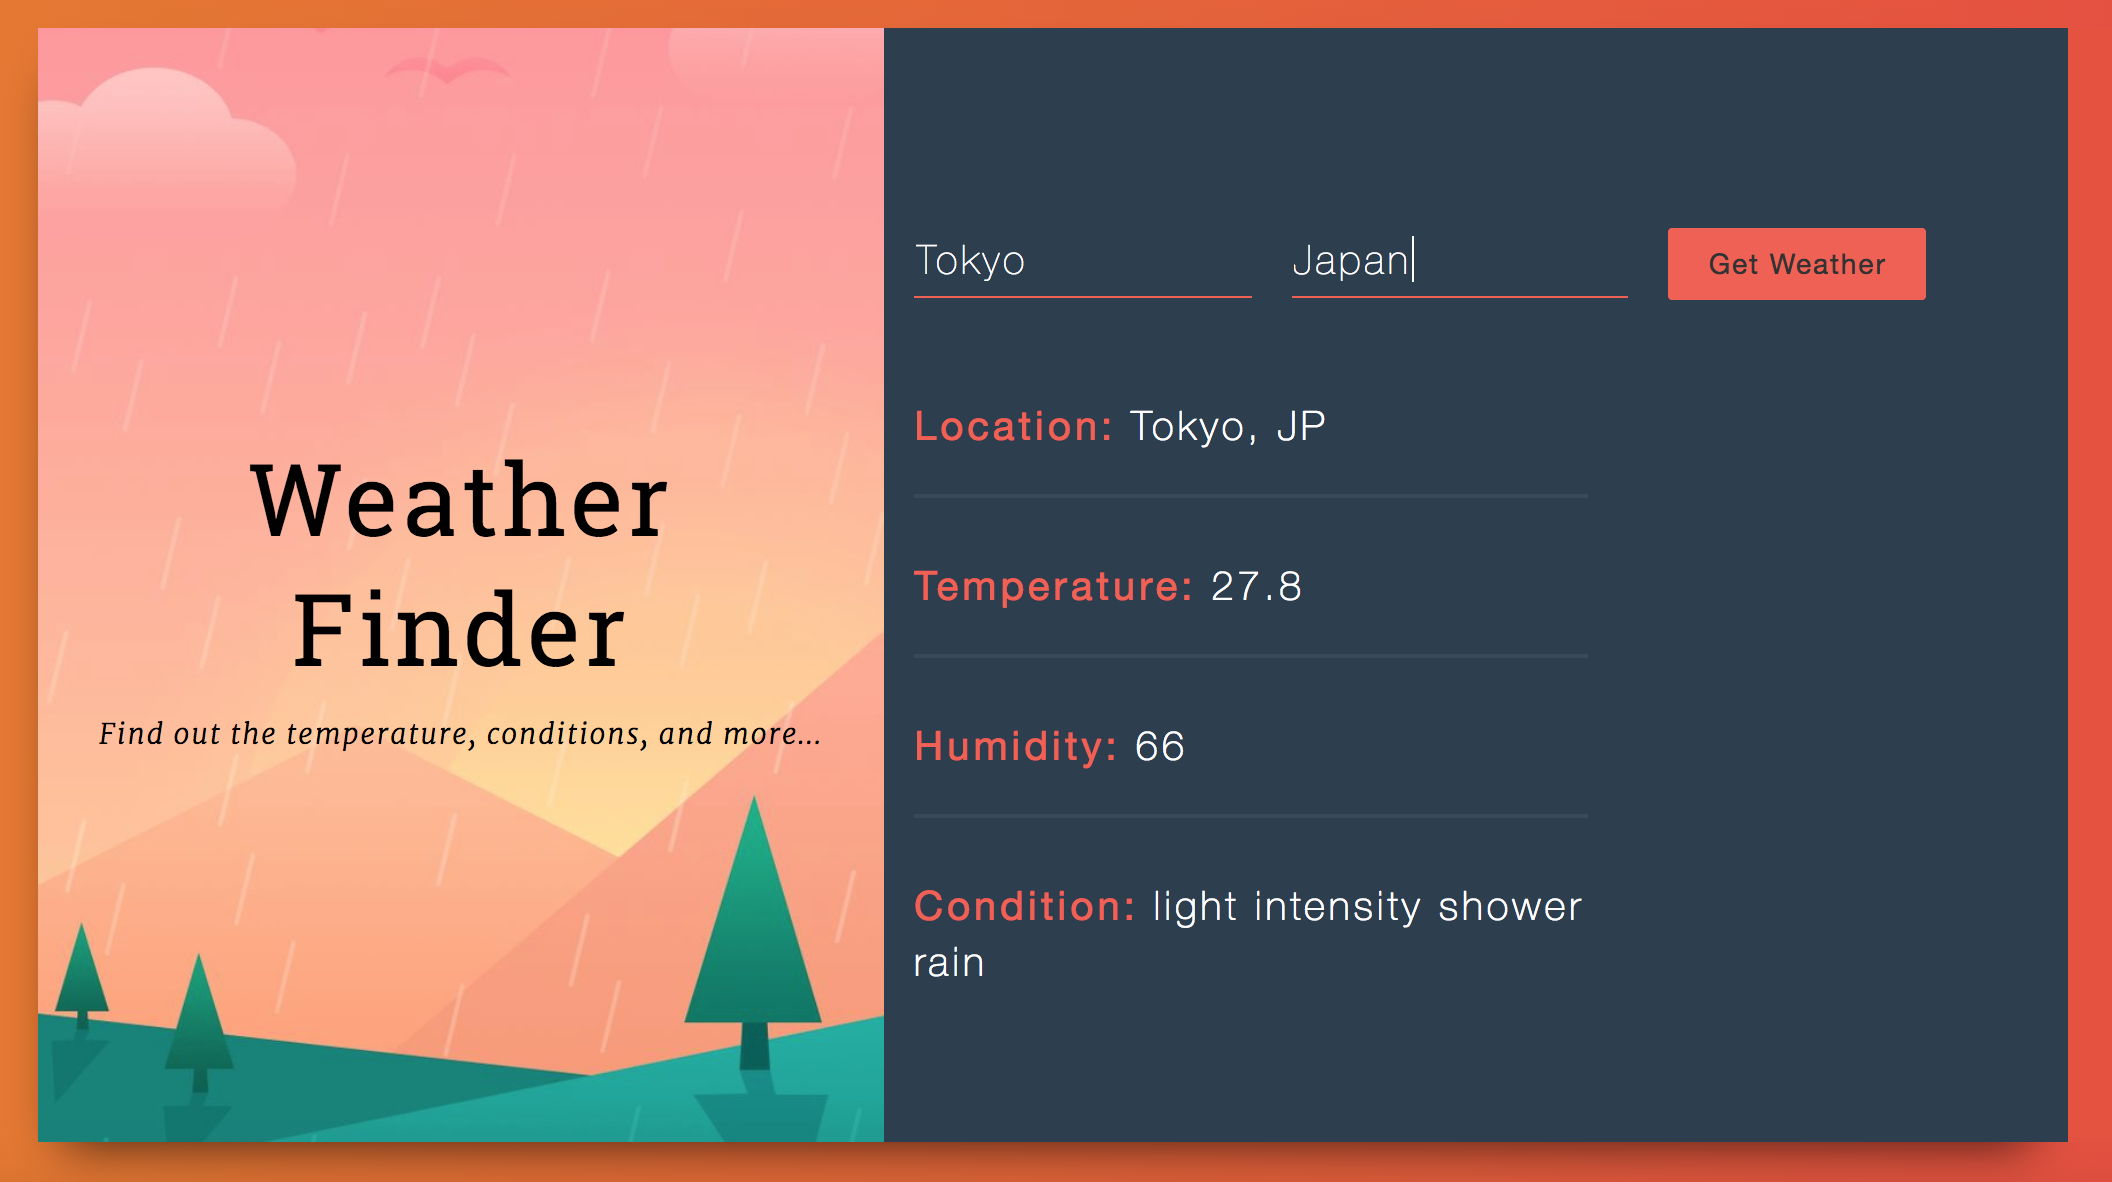 Weather
Finder
Find out the temperature, conditions, and more...
Tokyo
Japan
Get Weather
Location: Tokyo, JP
Temperature: 27.8
Humidity: 66
Condition: light intensity shower
rain